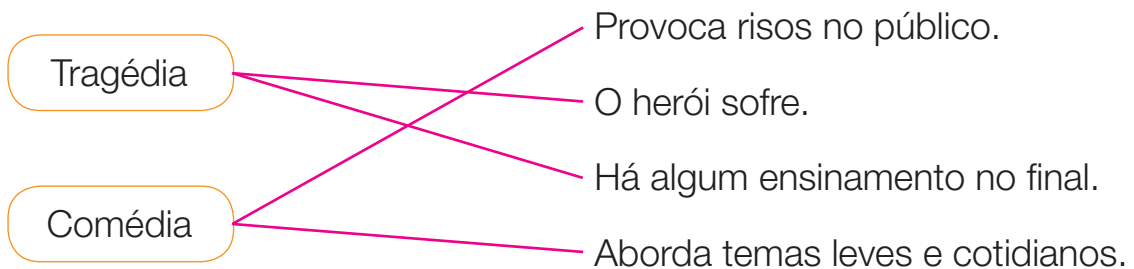 Tragédia
Comédia
Provoca risos no público.
O herói sofre.
Há algum ensinamento no final.
Aborda temas leves e cotidianos.